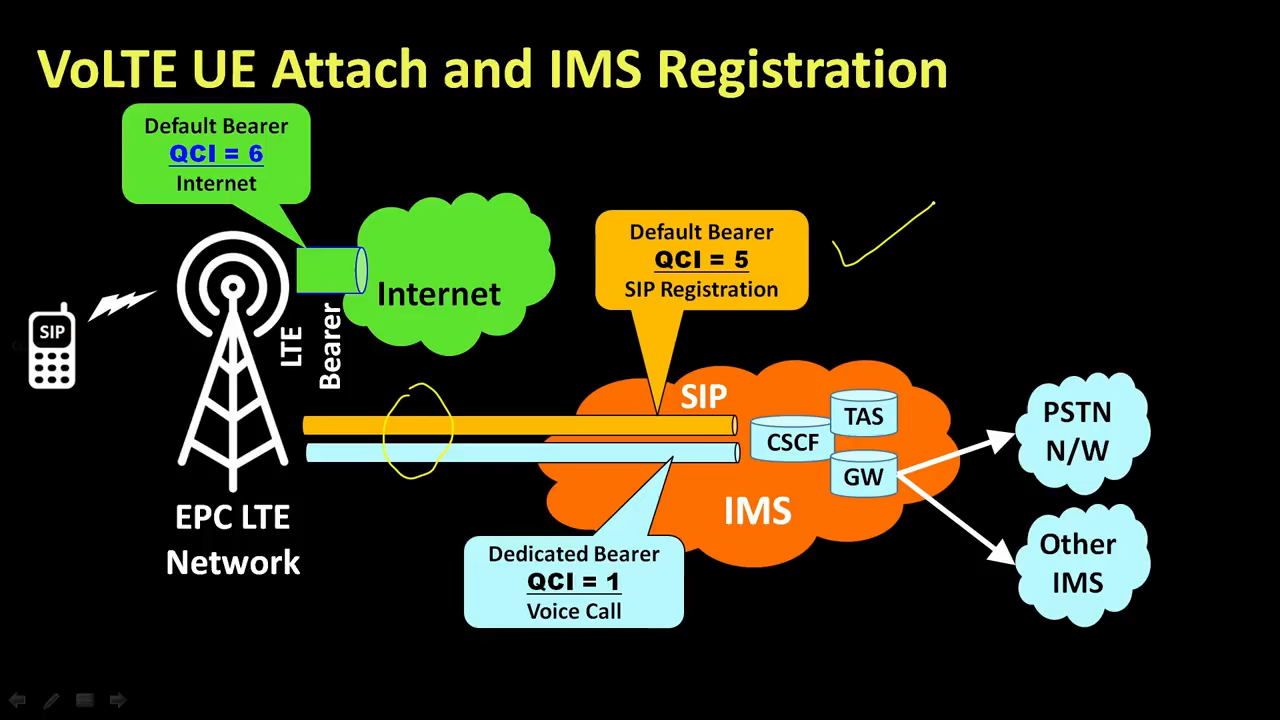 VoLTE UE Attach and IMS Registration
Default Bearer
QCI = 6
Internet
Default Bearer
QCI = 5
SIP Registration
Internet
SIP
LTE
Bearer
SIP
TAS
CSCF
GW
IMS
PSTN
N/W
EPC LTE
Network
Dedicated Bearer
QCI = 1
Voice Call
Other
IMS